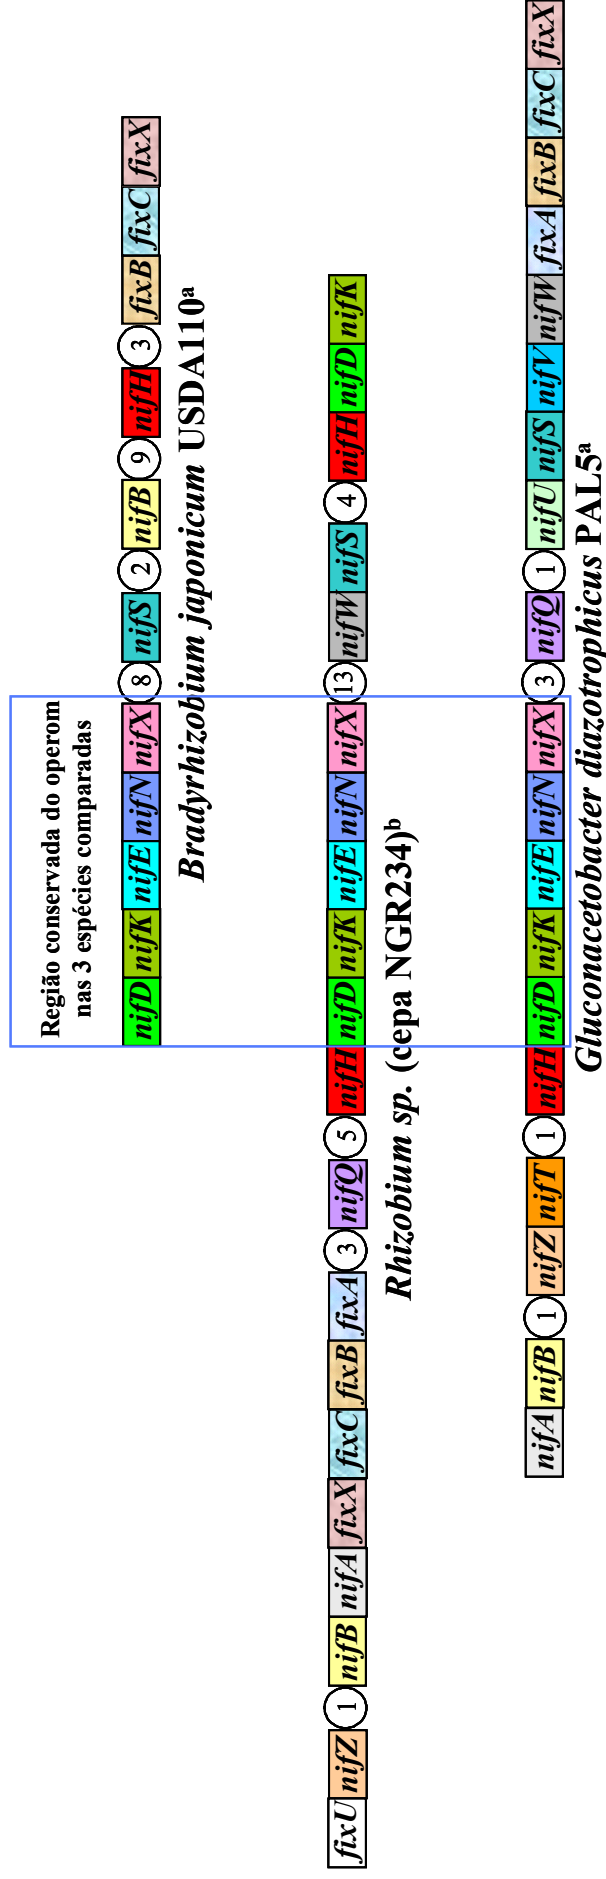 Região conservada do operom
nas 3 espécies comparadas
nifD nifK nifE nifN nifX 8 nifS 2 nifB 9 nifH 3 fixB fixC fixX
Bradyrhizobium japonicum USDA110ᵃ
fixU nifZ 1 nifB nifA fixX fixC fixB fixA 3 nifQ 5 nifH nifD nifK nifE nifN nifX 13 nifW nifS 4 nifH nifD nifK
Rhizobium sp. (cepa NGR234)ᵇ
nifA nifB 1 nifZ nifT 1 nifH nifD nifK nifE nifN nifX 3 nifQ 1 nifU nifS nifV nifW fixA fixB fixC fixX
Gluconacetobacter diazotrophicus PAL5ᵃ